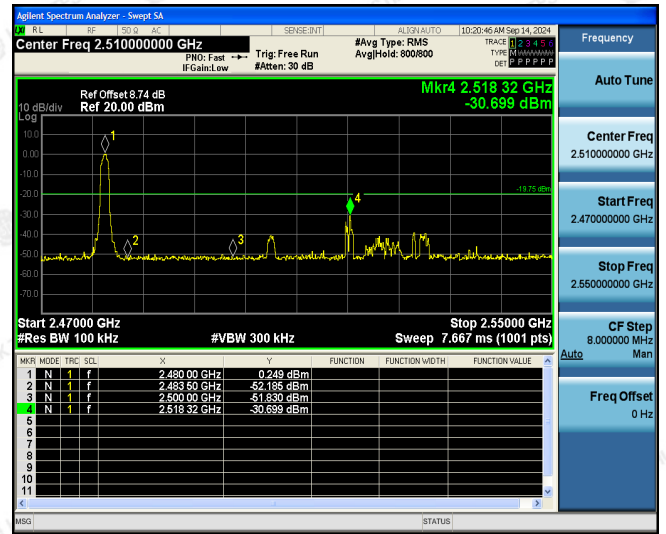 Agilent Spectrum Analyzer - Swept SA
LXI RL RF 50 Ω AC SENSE:INT ALIGN AUTO 10:20:46 AM Sep 14, 2024
Center Freq 2.510000000 GHz #Avg Type: RMS TRACE 1 2 3 4 5 6
PNO: Fast Trig: Free Run Avg|Hold: 800/800 TYPE M
IFGain:Low #Atten: 30 dB DET P P P P P P
Mkr4 2.518 32 GHz
-30.699 dBm
Ref Offset 8.74 dB
10 dB/div Ref 20.00 dBm
Log
10.0
0.00
-10.0
-20.0
-30.0
-40.0
-50.0
-60.0
-70.0
1
2
3
4
-19.75 dBm
Start 2.47000 GHz Stop 2.55000 GHz
#Res BW 100 kHz #VBW 300 kHz Sweep 7.667 ms (1001 pts)
MKR MODE TRC SCL X Y FUNCTION FUNCTION WIDTH FUNCTION VALUE
1 N 1 f 2.480 00 GHz 0.249 dBm
2 N 1 f 2.483 50 GHz -52.185 dBm
3 N 1 f 2.500 00 GHz -51.830 dBm
4 N 1 f 2.518 32 GHz -30.699 dBm
5
6
7
8
9
10
11
MSG STATUS
Frequency
Auto Tune
Center Freq
2.510000000 GHz
Start Freq
2.470000000 GHz
Stop Freq
2.550000000 GHz
CF Step
8.000000 MHz
Auto Man
Freq Offset
0 Hz